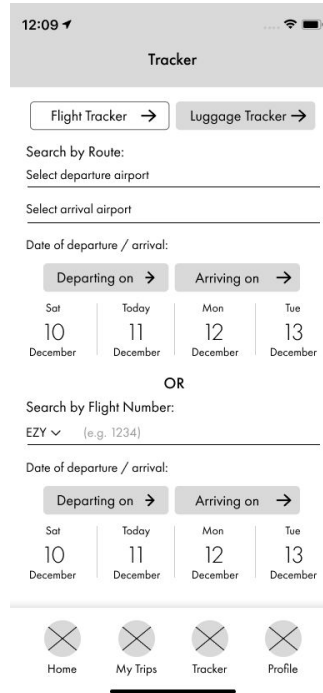 12:09
Tracker
Flight Tracker → Luggage Tracker →
Search by Route:
Select departure airport
Select arrival airport
Date of departure / arrival:
Departing on → Arriving on →
Sat Today Mon Tue
10 11 12 13
December December December December
OR
Search by Flight Number:
EZY (e.g. 1234)
Date of departure / arrival:
Departing on → Arriving on →
Sat Today Mon Tue
10 11 12 13
December December December December
Home My Trips Tracker Profile